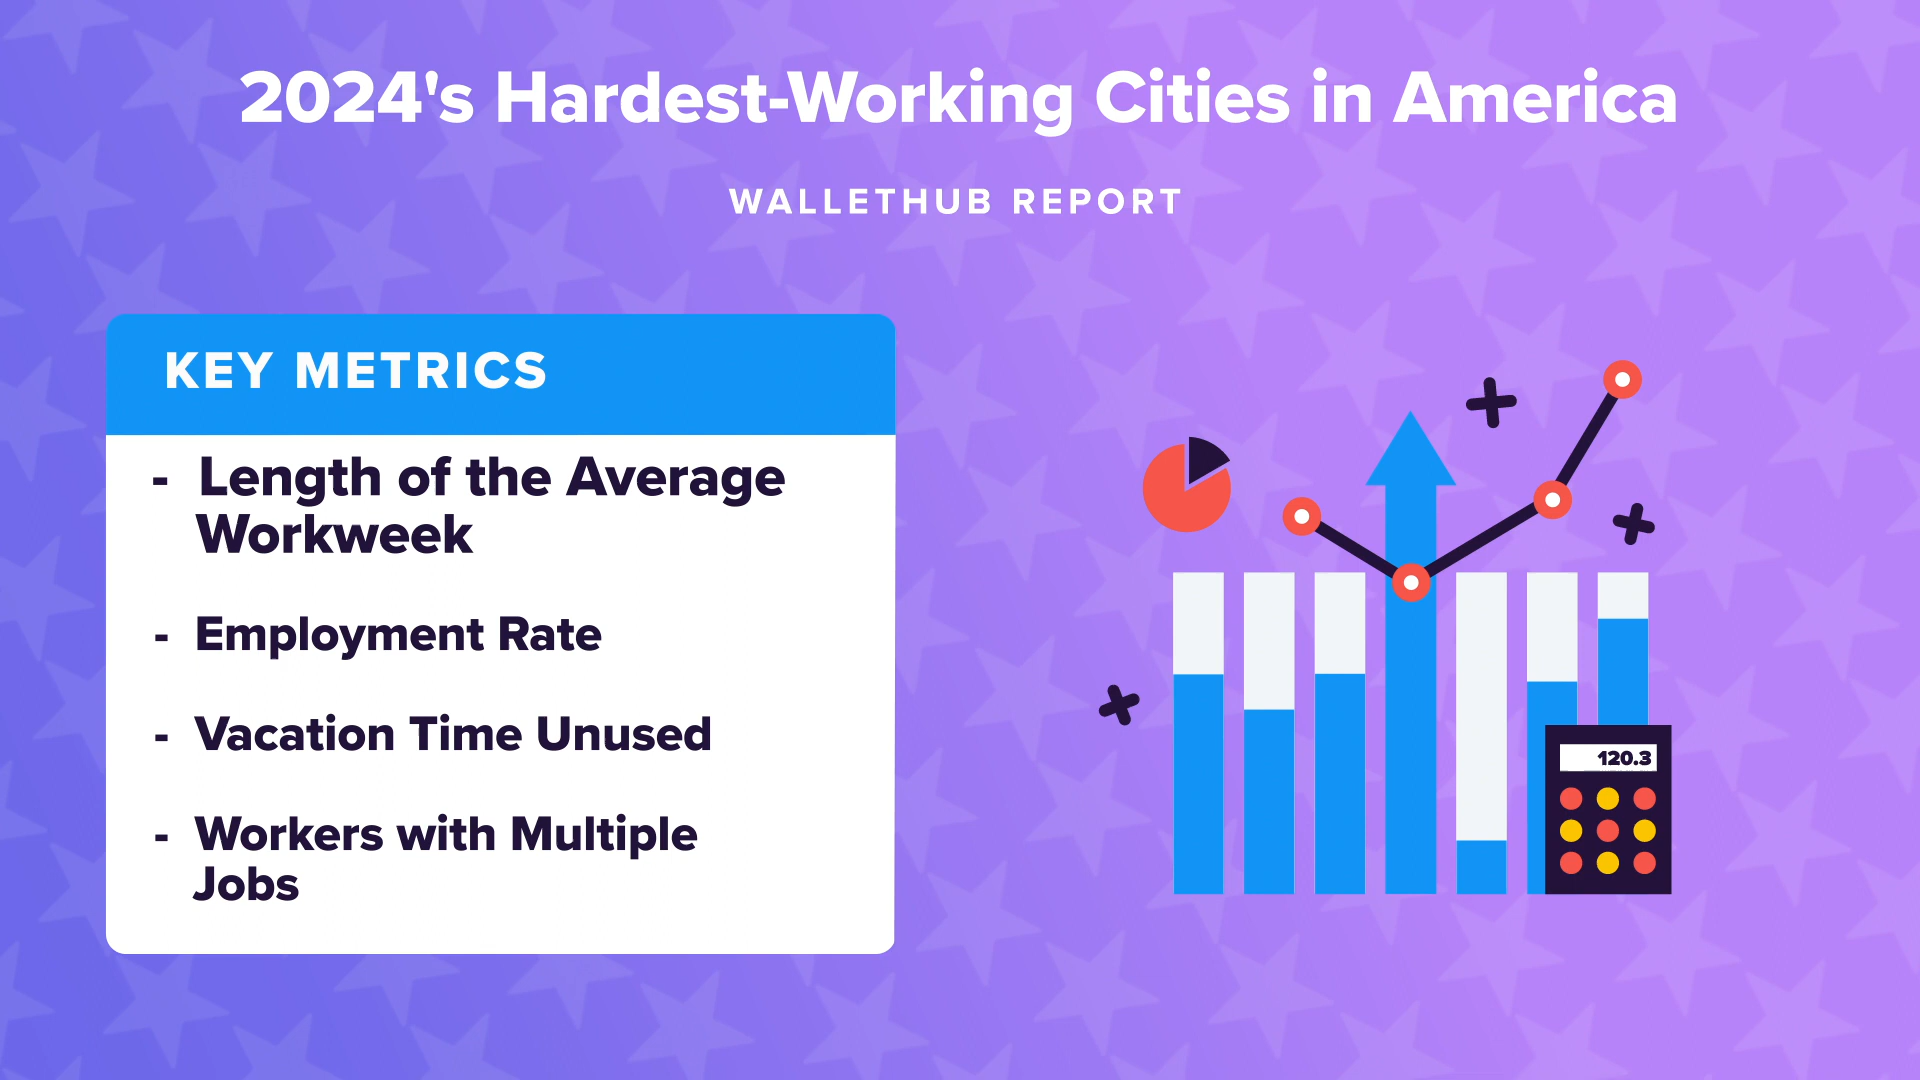 2024's Hardest-Working Cities in America
WALLETHUB REPORT
KEY METRICS
- Length of the Average
Workweek
- Employment Rate
- Vacation Time Unused
- Workers with Multiple
Jobs
120.3